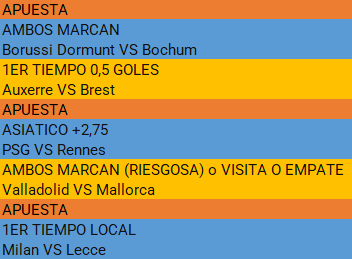 APUESTA
AMBOS MARCAN
Borussi Dormunt VS Bochum
1ER TIEMPO 0,5 GOLES
Auxerre VS Brest
APUESTA
ASIATICO +2,75
PSG VS Rennes
AMBOS MARCAN (RIESGOSA) o VISITA O EMPATE
Valladolid VS Mallorca
APUESTA
1ER TIEMPO LOCAL
Milan VS Lecce